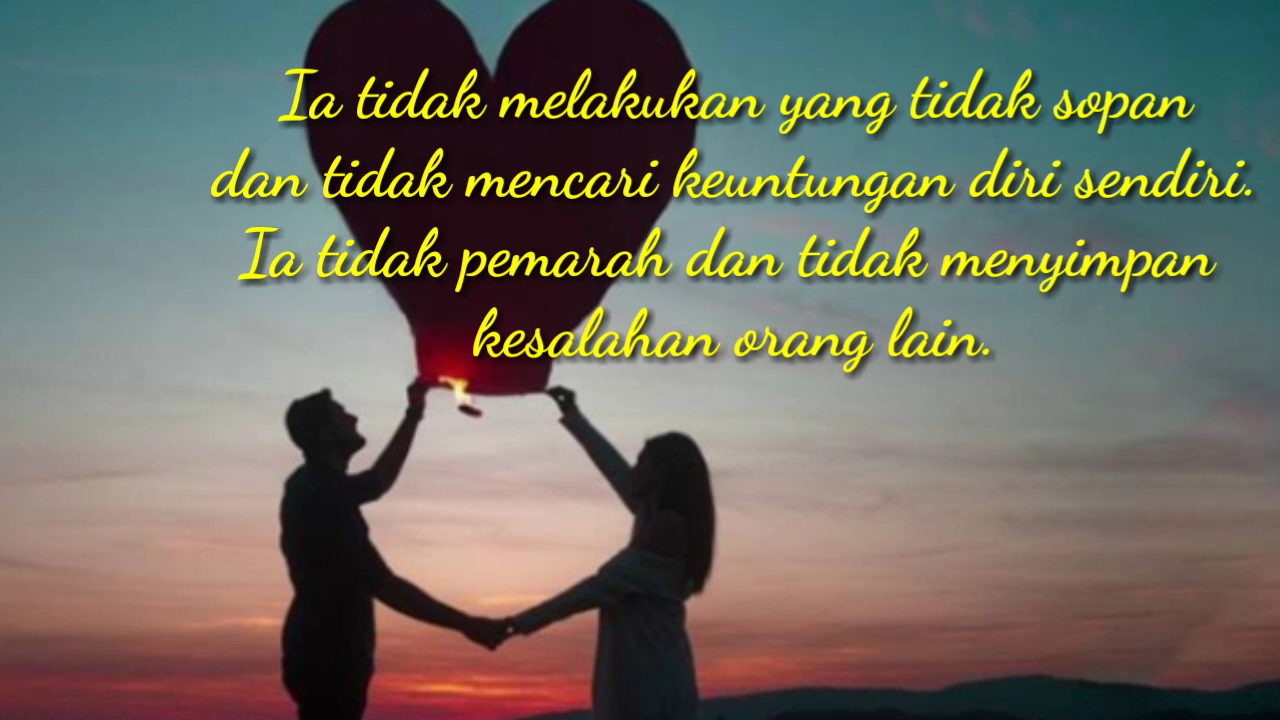 Ia tidak melakukan yang tidak sopan
dan tidak mencari keuntungan diri sendiri.
Ia tidak pemarah dan tidak menyimpan
kesalahan orang lain.